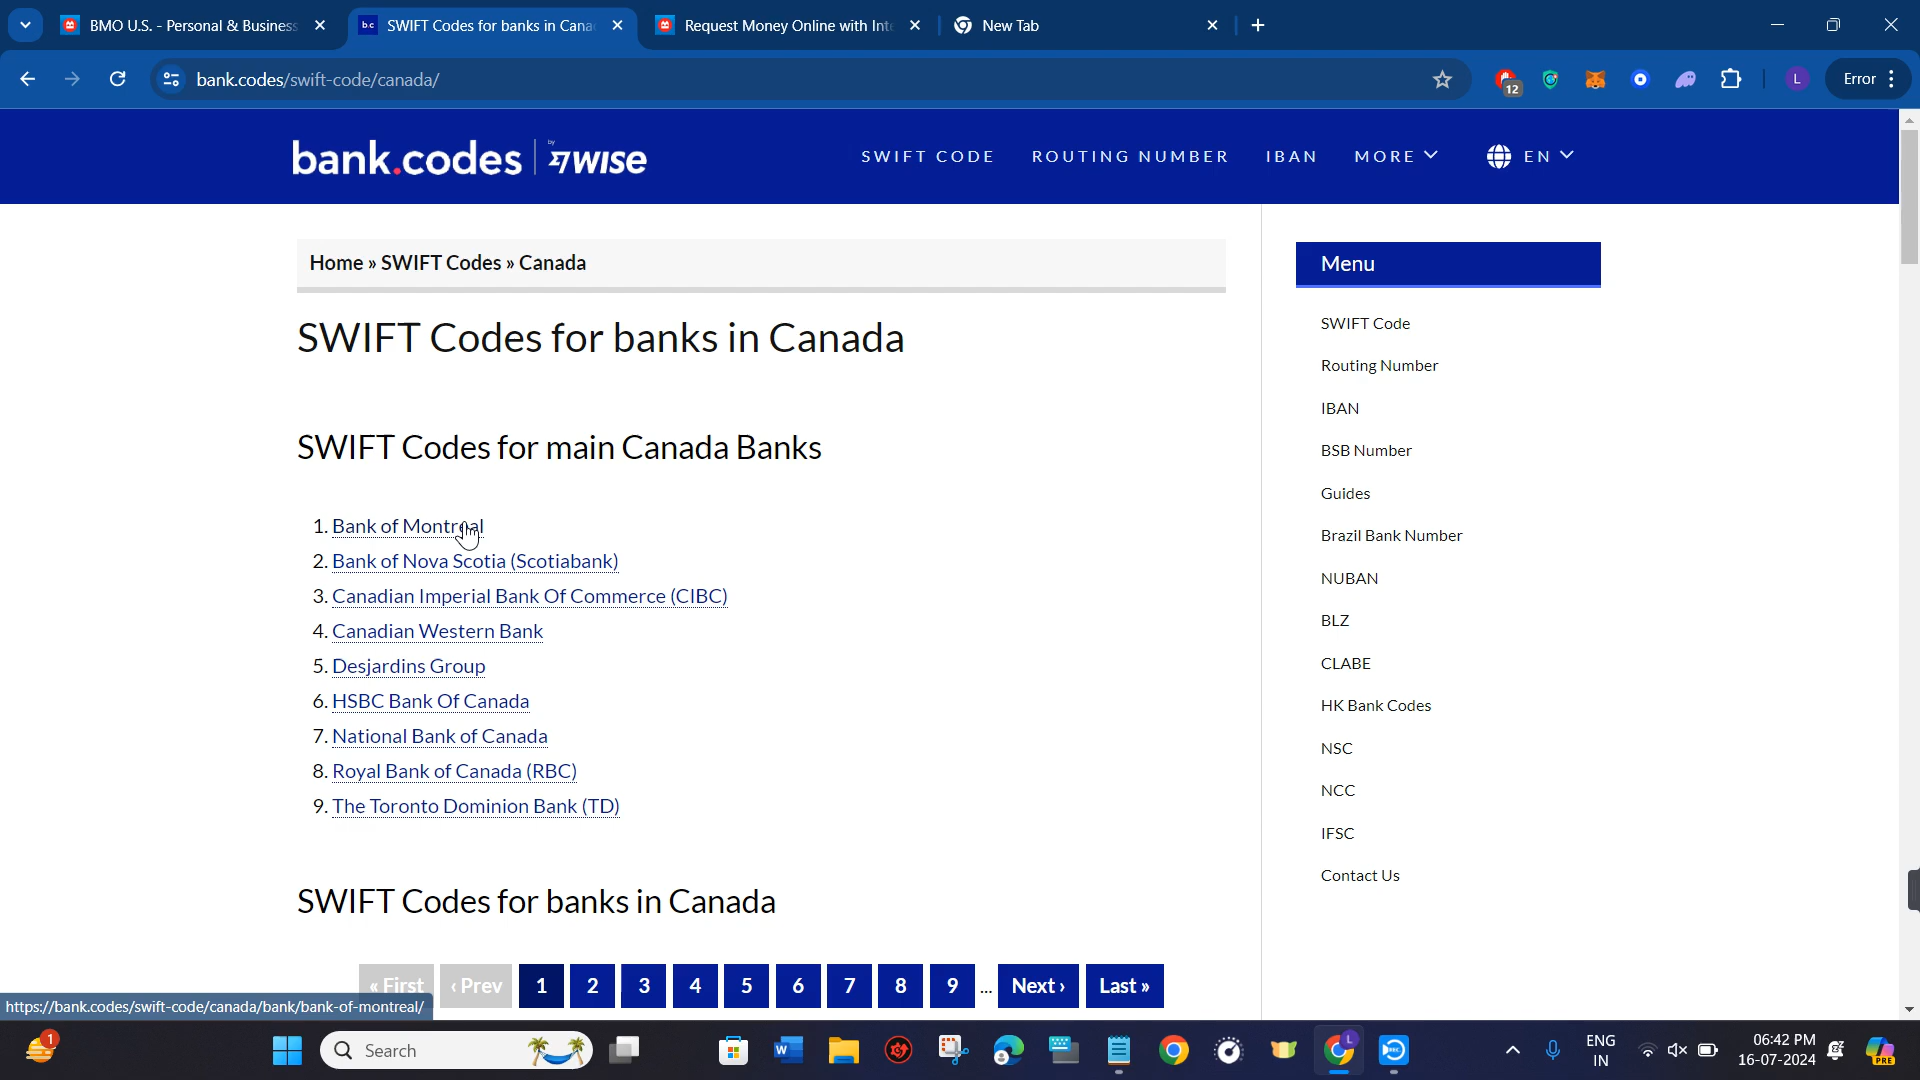 BMO U.S. - Personal & Business
SWIFT Codes for banks in Cana
Request Money Online with Inte
New Tab
bank.codes/swift-code/canada/
12
L
Error
bank.codes by WISE
SWIFT CODE
ROUTING NUMBER
IBAN
MORE
EN
Home » SWIFT Codes » Canada
SWIFT Codes for banks in Canada
SWIFT Codes for main Canada Banks
1. Bank of Montreal
2. Bank of Nova Scotia (Scotiabank)
3. Canadian Imperial Bank Of Commerce (CIBC)
4. Canadian Western Bank
5. Desjardins Group
6. HSBC Bank Of Canada
7. National Bank of Canada
8. Royal Bank of Canada (RBC)
9. The Toronto Dominion Bank (TD)
SWIFT Codes for banks in Canada
« First ‹ Prev 1 2 3 4 5 6 7 8 9 ... Next › Last »
Menu
SWIFT Code
Routing Number
IBAN
BSB Number
Guides
Brazil Bank Number
NUBAN
BLZ
CLABE
HK Bank Codes
NSC
NCC
IFSC
Contact Us
https://bank.codes/swift-code/canada/bank/bank-of-montreal/
1
Search
ENG
IN
06:42 PM
16-07-2024